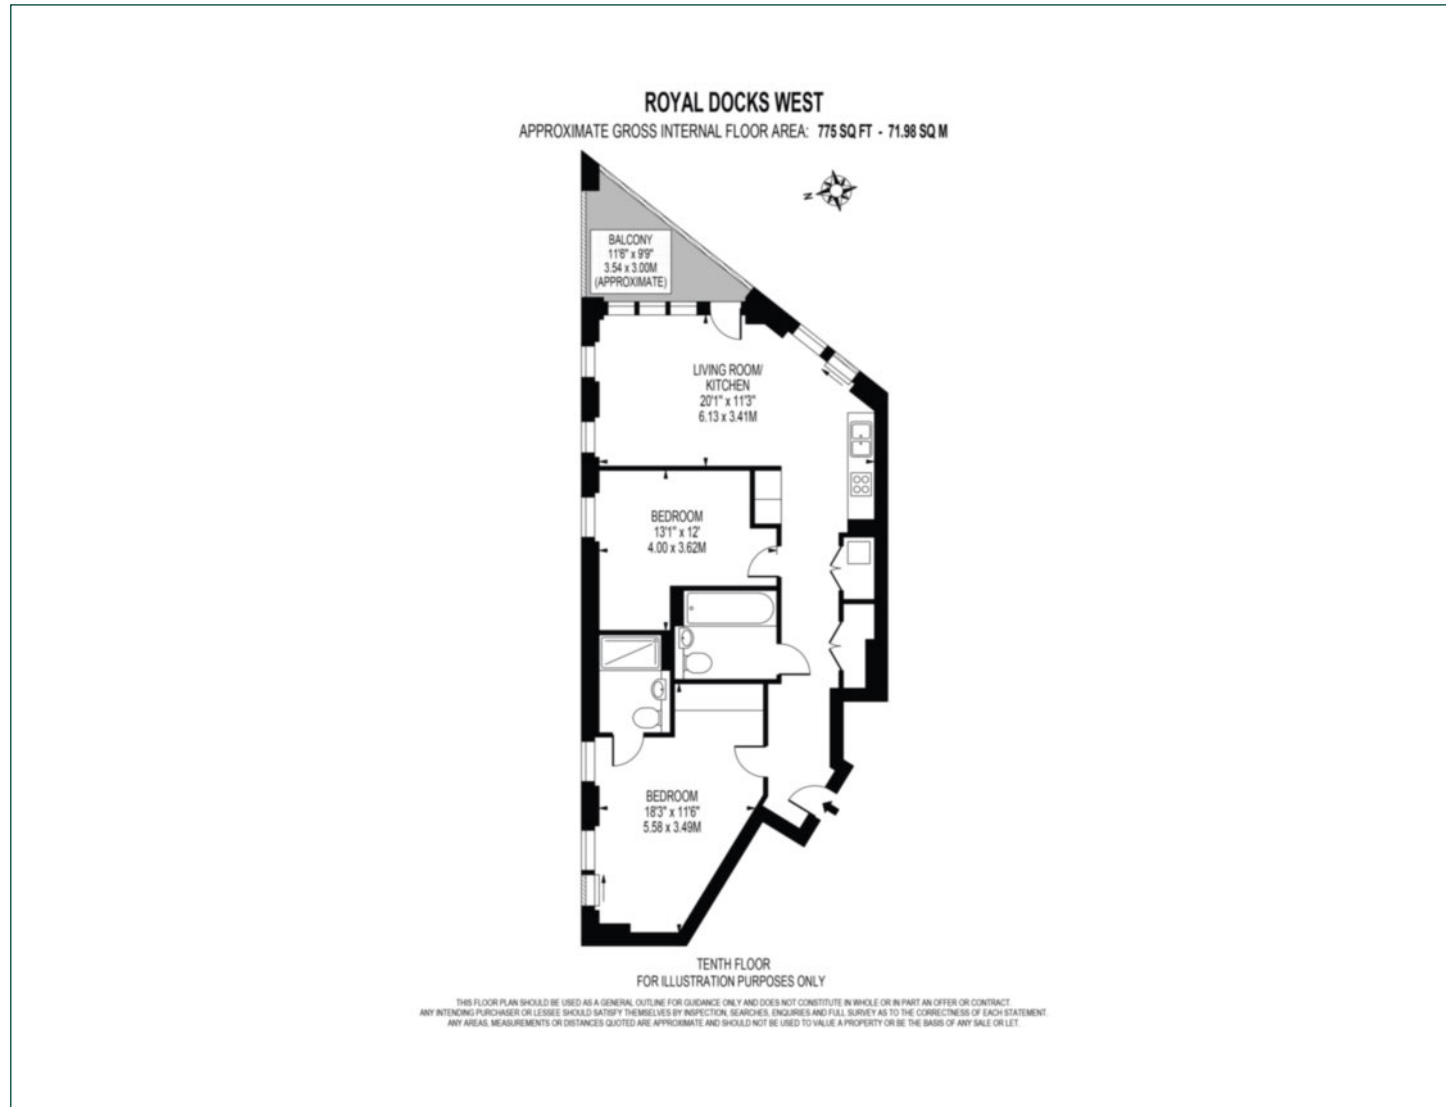 ROYAL DOCKS WEST
APPROXIMATE GROSS INTERNAL FLOOR AREA: 775 SQ FT - 71.98 SQ M
N
BALCONY
11'6" x 9'9"
3.54 x 3.00M
(APPROXIMATE)
LIVING ROOM/
KITCHEN
20'1" x 11'3"
6.13 x 3.41M
BEDROOM
13'1" x 12'
4.00 x 3.62M
BEDROOM
18'3" x 11'6"
5.58 x 3.49M
TENTH FLOOR
FOR ILLUSTRATION PURPOSES ONLY
THIS FLOOR PLAN SHOULD BE USED AS A GENERAL OUTLINE FOR GUIDANCE ONLY AND DOES NOT CONSTITUTE IN WHOLE OR IN PART AN OFFER OR CONTRACT.
ANY INTENDING PURCHASER OR LESSEE SHOULD SATISFY THEMSELVES BY INSPECTION, SEARCHES, ENQUIRIES AND FULL SURVEY AS TO THE CORRECTNESS OF EACH STATEMENT.
ANY AREAS, MEASUREMENTS OR DISTANCES QUOTED ARE APPROXIMATE AND SHOULD NOT BE USED TO VALUE A PROPERTY OR BE THE BASIS OF ANY SALE OR LET.